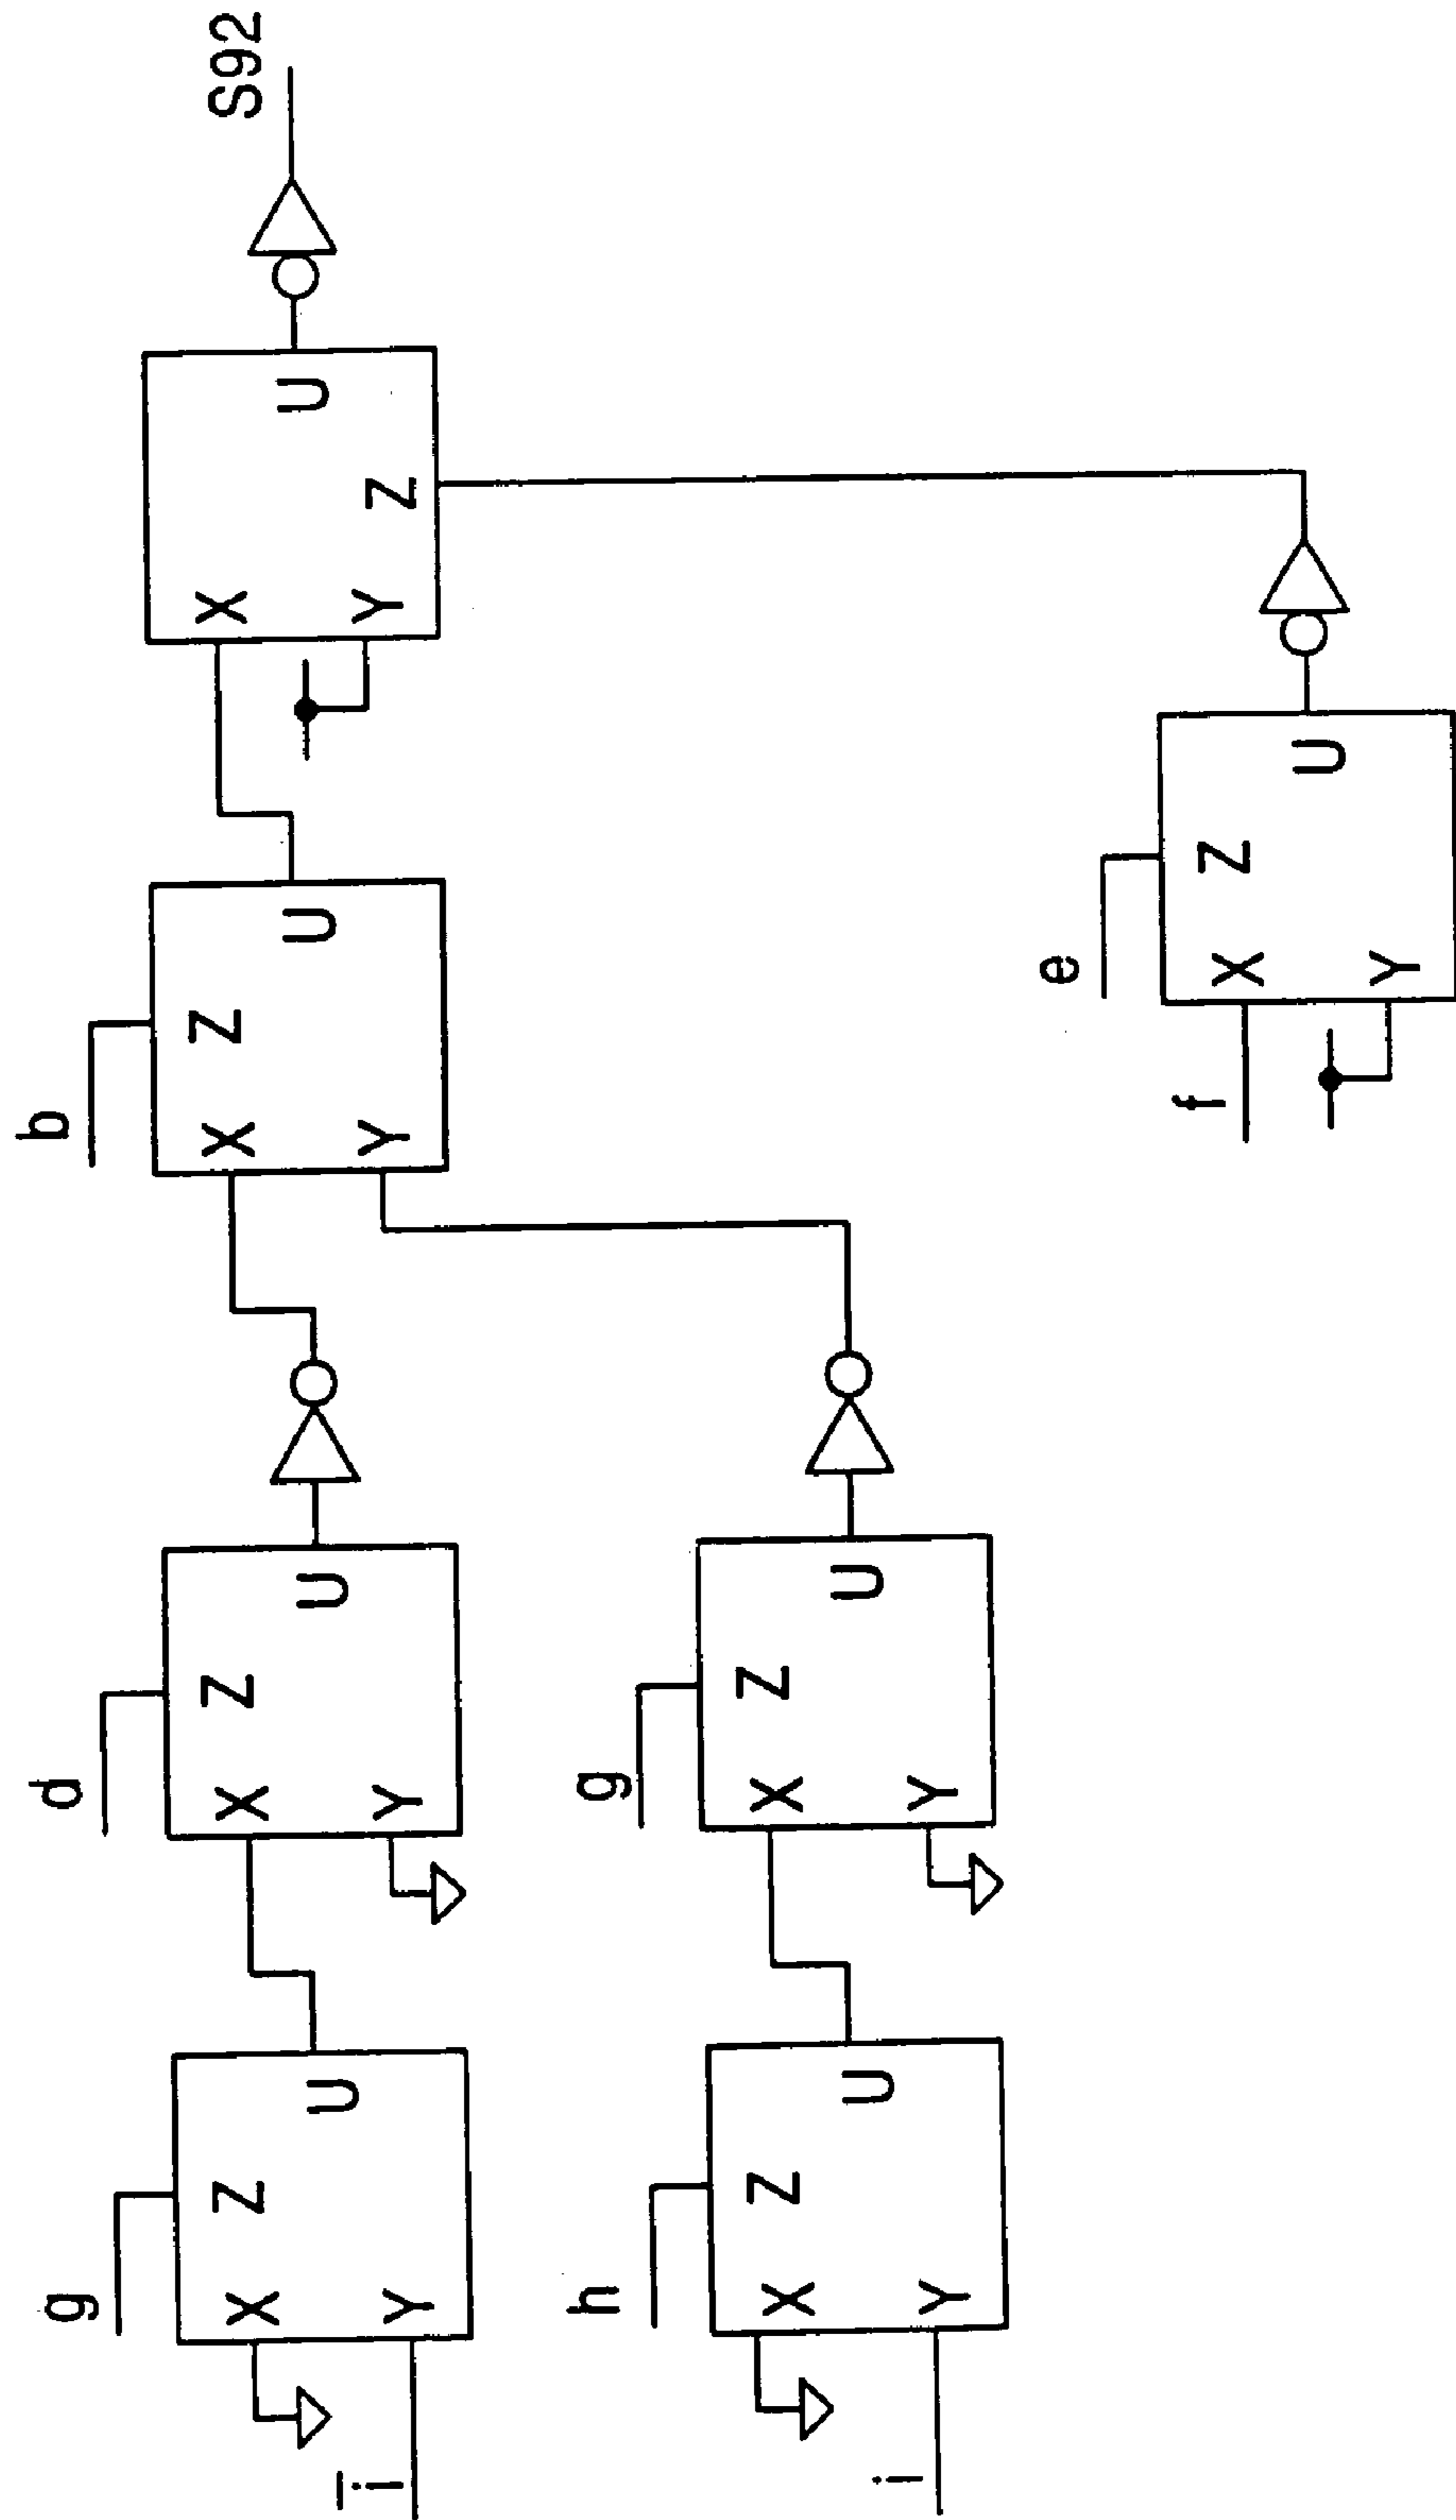 g d b S92
Z Z Z
X X X X
U U U U
i̅ Y Y Y Y Z
n g
Z Z
X X
U U
i Y Y
e
Z
f X
U
Y